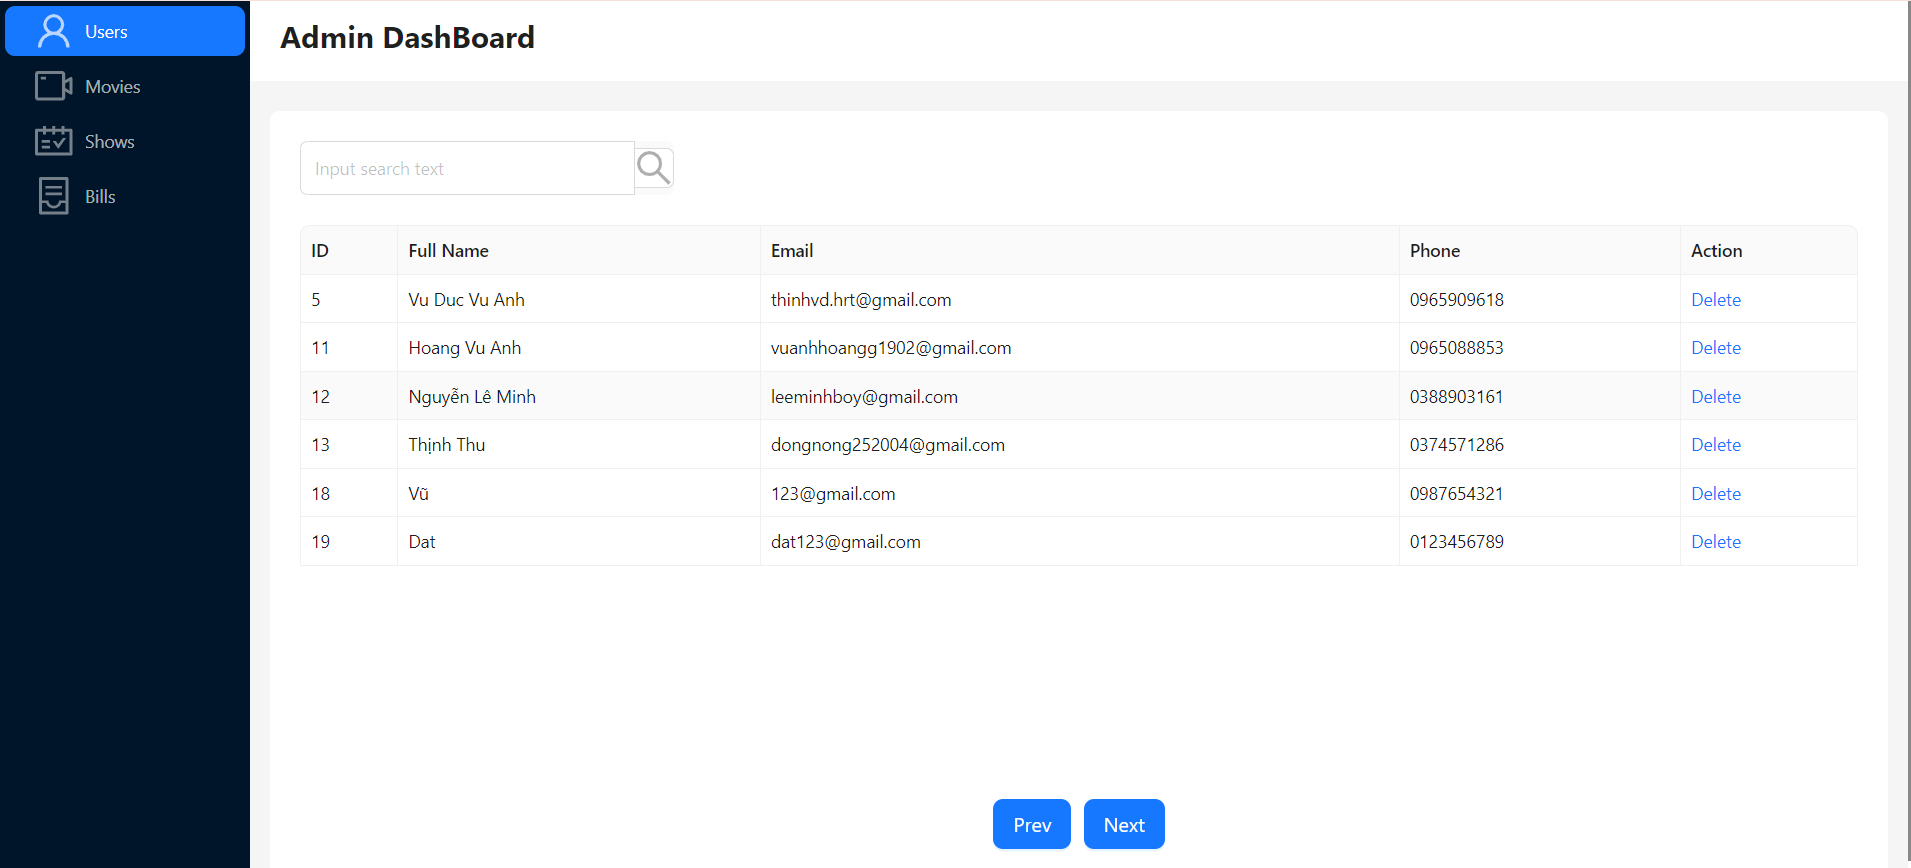 Users
Movies
Shows
Bills
Admin DashBoard
Input search text
ID Full Name Email Phone Action
5 Vu Duc Vu Anh thinhvd.hrt@gmail.com 0965909618 Delete
11 Hoang Vu Anh vuanhhoangg1902@gmail.com 0965088853 Delete
12 Nguyễn Lê Minh leeminhboy@gmail.com 0388903161 Delete
13 Thịnh Thu dongnong252004@gmail.com 0374571286 Delete
18 Vũ 123@gmail.com 0987654321 Delete
19 Dat dat123@gmail.com 0123456789 Delete
Prev Next